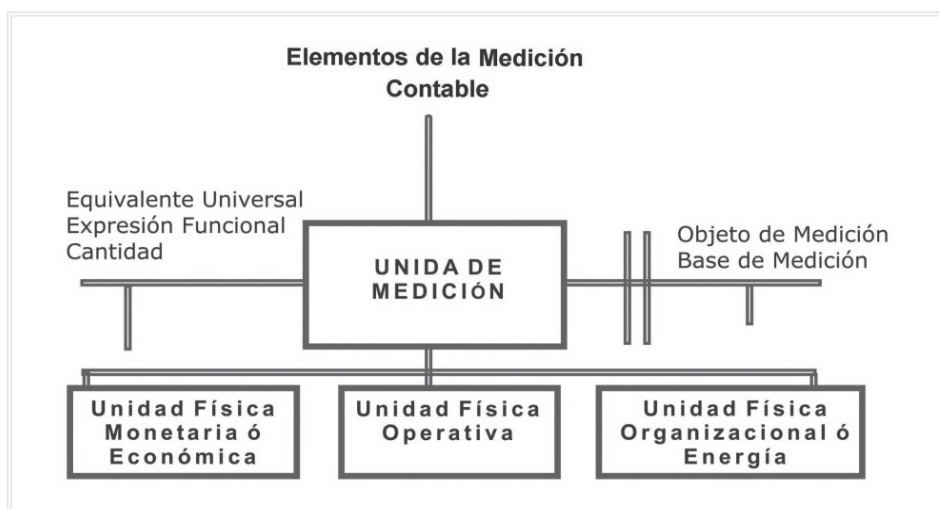 Elementos de la Medición
Contable
Equivalente Universal
Expresión Funcional
Cantidad
UNIDA DE
MEDICIÓN
Objeto de Medición
Base de Medición
Unidad Física
Monetaria ó
Económica
Unidad Física
Operativa
Unidad Física
Organizacional ó
Energía